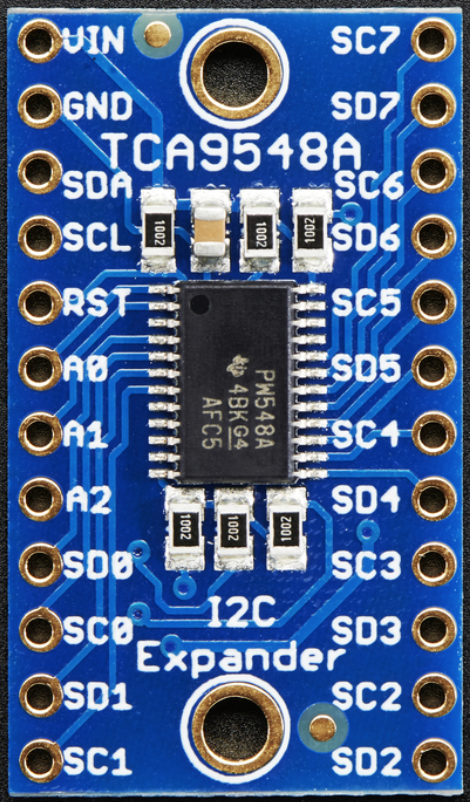 VIN
GND
SDA
SCL
RST
A0
A1
A2
SD0
SC0
SD1
SC1
TCA9548A
1002
1002
1002
PW548A
4BKG4
AFC5
1002
1002
1002
I2C
Expander
SC7
SD7
SC6
SD6
SC5
SD5
SC4
SD4
SC3
SD3
SC2
SD2